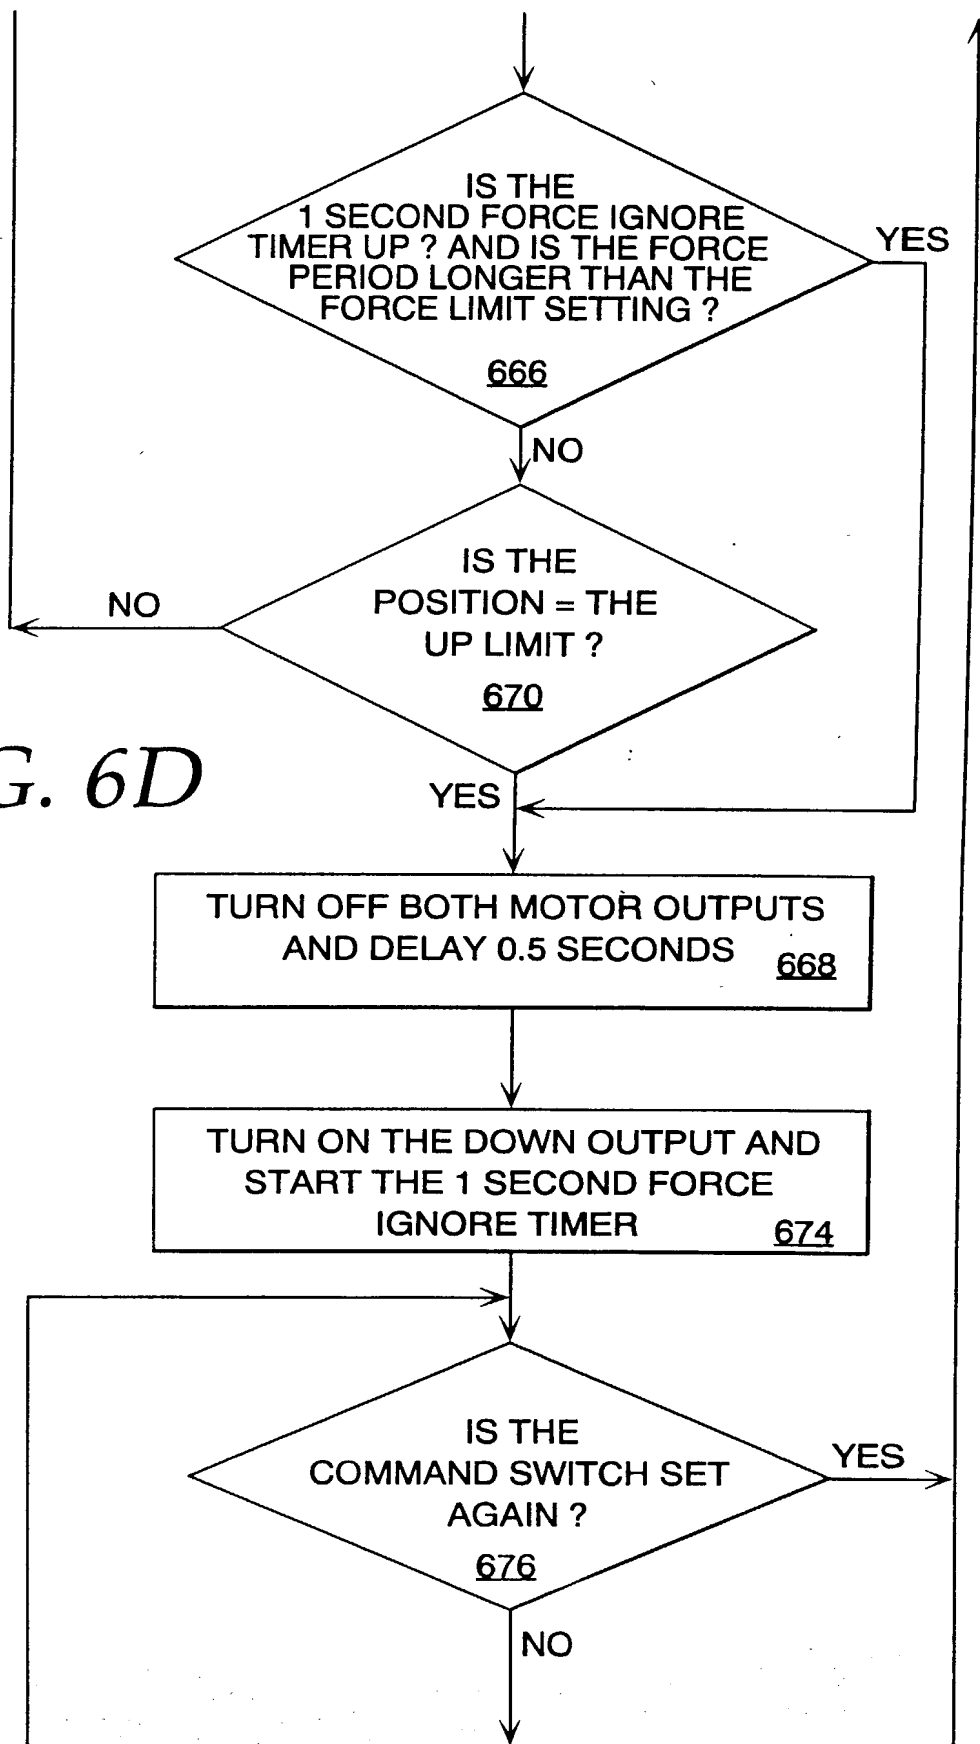 IS THE
1 SECOND FORCE IGNORE
TIMER UP ? AND IS THE FORCE
PERIOD LONGER THAN THE
FORCE LIMIT SETTING ?
666
YES
NO
IS THE
POSITION = THE
UP LIMIT ?
670
NO
G. 6D
YES
TURN OFF BOTH MOTOR OUTPUTS
AND DELAY 0.5 SECONDS
668
TURN ON THE DOWN OUTPUT AND
START THE 1 SECOND FORCE
IGNORE TIMER
674
IS THE
COMMAND SWITCH SET
AGAIN ?
676
YES
NO